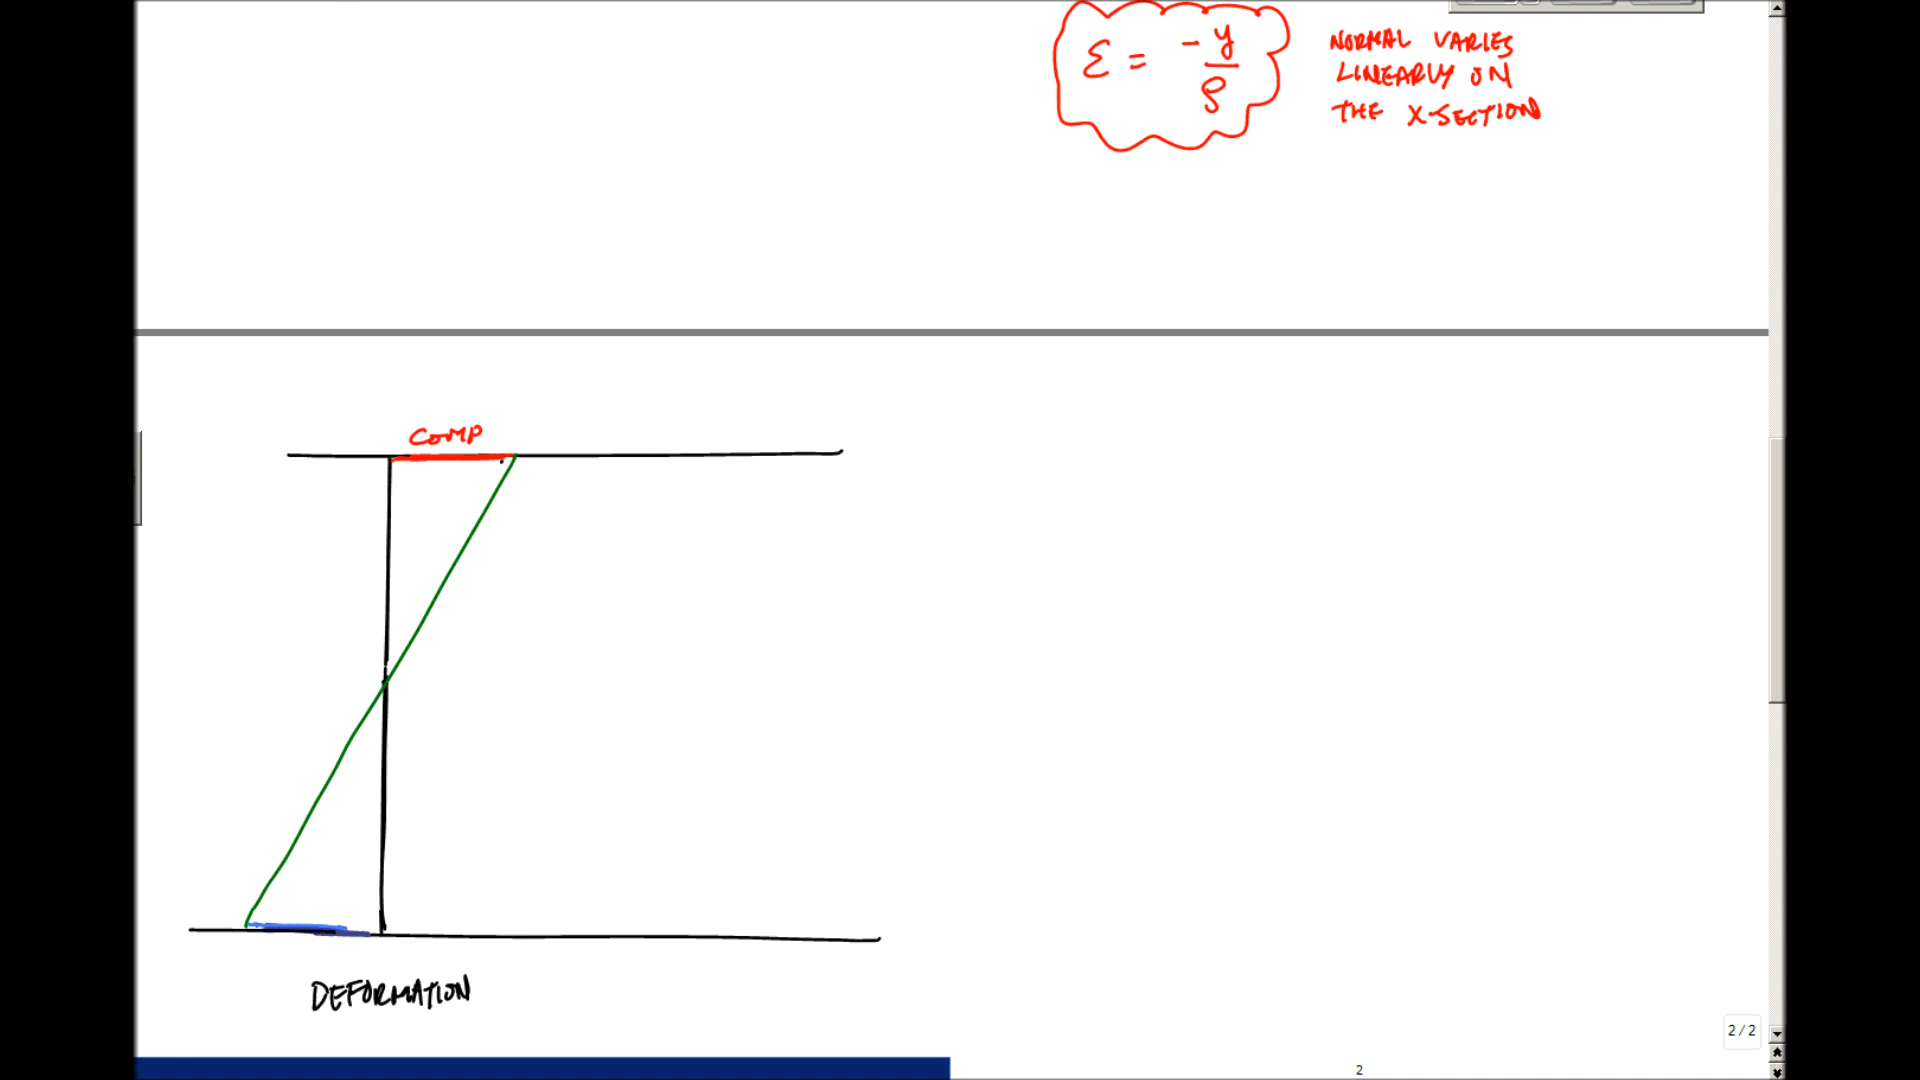 ε = -y/ρ
NORMAL VARIES
LINEARLY ON
THE X-SECTION
COMP
DEFORMATION
2 / 2
2